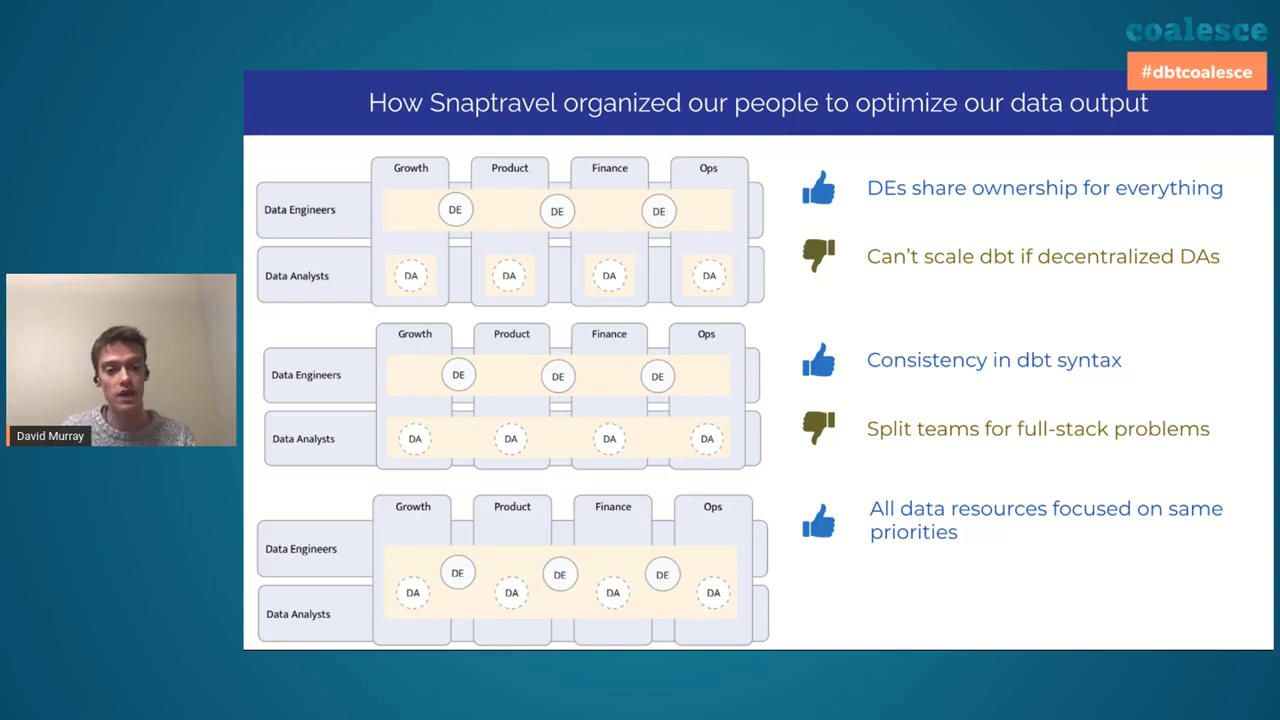 coalesce
#dbtcoalesce
How Snaptravel organized our people to optimize our data output
Growth
Product
Finance
Ops
Data Engineers
DE
DE
DE
Data Analysts
DA
DA
DA
DA
DEs share ownership for everything
Can't scale dbt if decentralized DAs
Growth
Product
Finance
Ops
Data Engineers
DE
DE
DE
Data Analysts
DA
DA
DA
DA
Consistency in dbt syntax
Split teams for full-stack problems
Growth
Product
Finance
Ops
Data Engineers
DE
DE
DE
Data Analysts
DA
DA
DA
DA
All data resources focused on same
priorities
David Murray